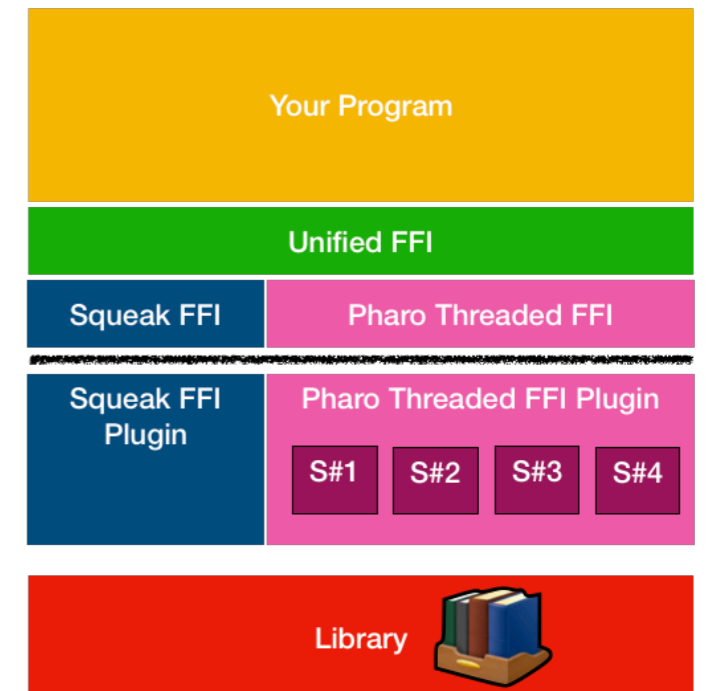 Your Program
Unified FFI
Squeak FFI
Pharo Threaded FFI
Squeak FFI
Plugin
Pharo Threaded FFI Plugin
S#1
S#2
S#3
S#4
Library